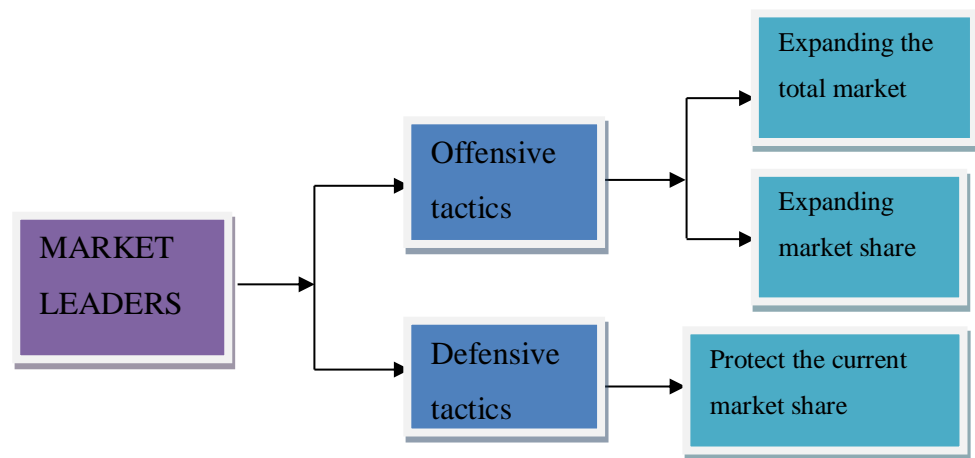 MARKET
LEADERS
Offensive
tactics
Expanding the
total market
Expanding
market share
Defensive
tactics
Protect the current
market share